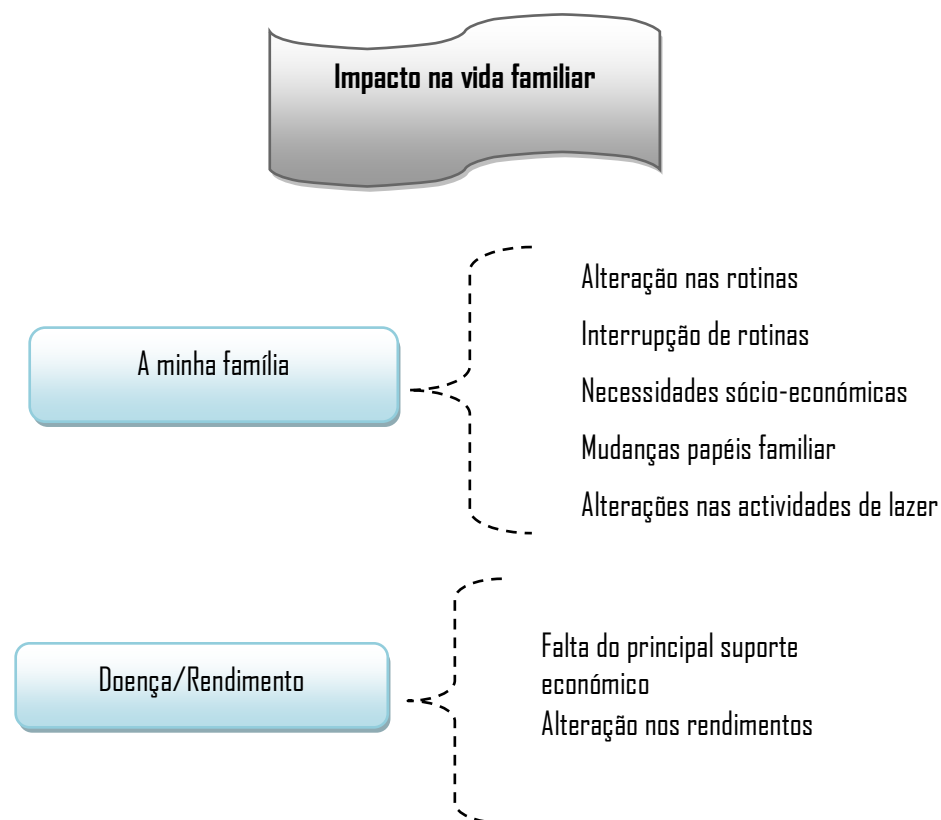 Impacto na vida familiar
A minha família
Alteração nas rotinas
Interrupção de rotinas
Necessidades sócio-económicas
Mudanças papéis familiar
Alterações nas actividades de lazer
Doença/Rendimento
Falta do principal suporte
económico
Alteração nos rendimentos